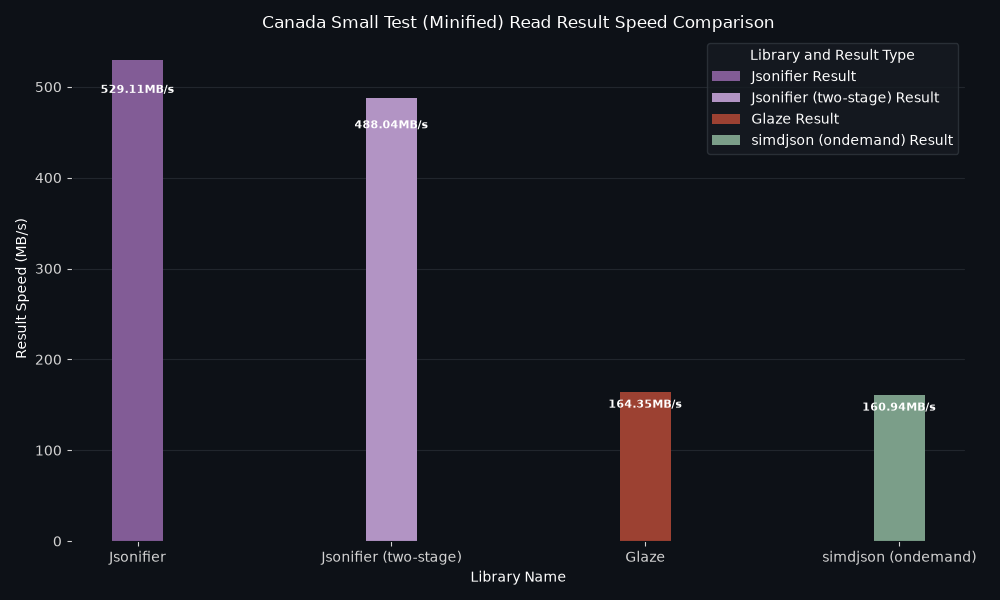 Canada Small Test (Minified) Read Result Speed Comparison
Library and Result Type
Jsonifier Result
Jsonifier (two-stage) Result
Glaze Result
simdjson (ondemand) Result
Result Speed (MB/s)
500
400
300
200
100
0
529.11MB/s
488.04MB/s
164.35MB/s
160.94MB/s
Jsonifier
Jsonifier (two-stage)
Glaze
simdjson (ondemand)
Library Name